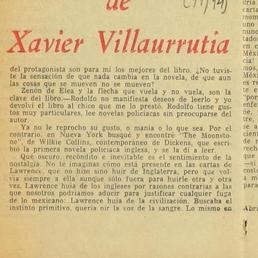 de
Xavier Villaurrutia
del protagonista son para mí los mejores del libro. ¿No tuvis-
te la sensación de que nada cambia en la novela, de que aun
las cosas que se mueven no se mueven?
Zenón de Elea y la flecha que vuela y no vuela, son la
clave del libro.—Rodolfo no manifiesta deseos de leerlo y yo
devolví el libro al chico que me lo prestó. Rodolfo tiene gus-
tos muy particulares, lee novelas policiacas sin preocuparse del
autor.
Ya no le reprocho su gusto, o manía o no sé qué. Por el
contrario, en Nueva York busqué y encontré "The Moonsto-
ne", de Wilkie Collins, contemporáneo de Dickens, que escri-
bió la primera novela policiaca inglesa, y se la dí a leer.
Qué oscuro, recóndito e inevitable es el sentimiento de la
nostalgia. No te imaginas cómo está presente en las cartas de
Lawrence, que no hizo sino huir de Inglaterra, pero que vol-
vía siempre a ella aunque sólo fuera para huirle otra y otra
vez. Lawrence huía de los ingleses por razones contrarias a las
que nosotros podríamos aducir para justificar cualquier fuga de
lo mexicano: Lawrence huía de la civilización. Buscaba el
instinto primitivo, quería oir la voz de la sangre. Lo mismo en